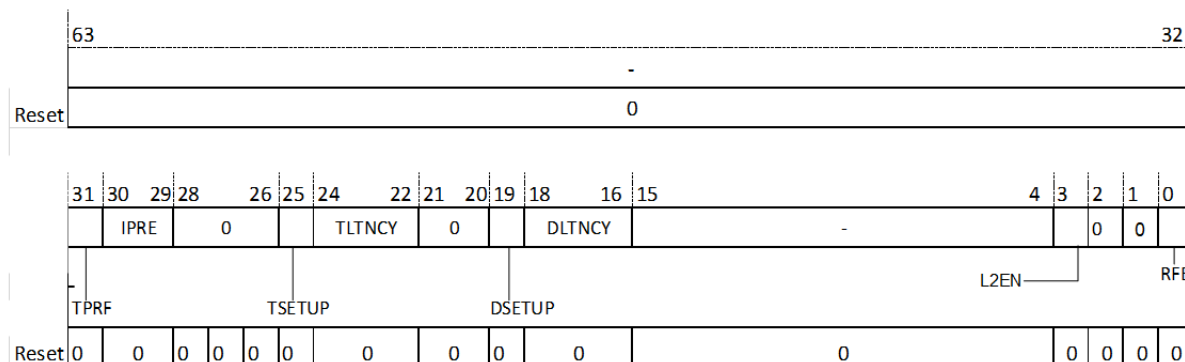 63 32
-
Reset 0
31 30 29 28 26 25 24 22 21 20 19 18 16 15 4 3 2 1 0
IPRE 0 TLTNCY 0 DLTNCY - 0 0
L2EN RFE
TPRF TSETUP DSETUP
Reset 0 0 0 0 0 0 0 0 0 0 0 0 0 0 0